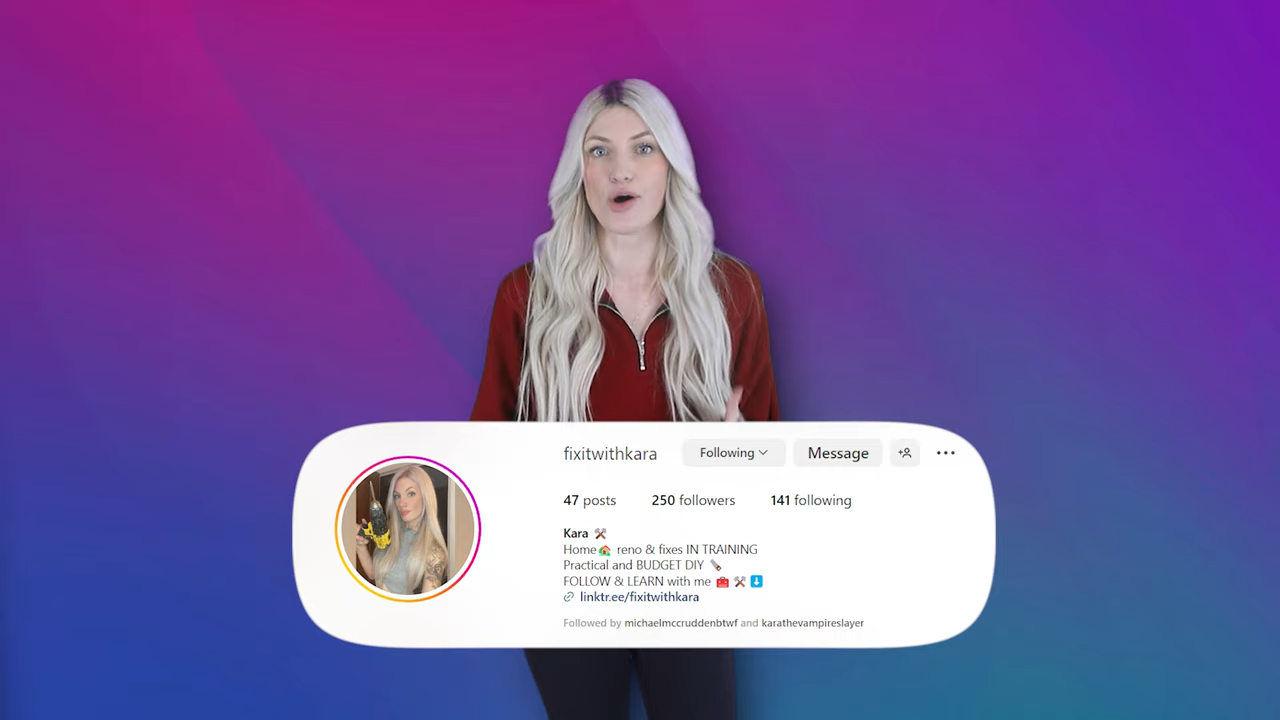 fixitwithkara Following Message
47 posts 250 followers 141 following
Kara ⚒️
Home🏠 reno & fixes IN TRAINING
Practical and BUDGET DIY 🪛
FOLLOW & LEARN with me 🧰 ⚒️ ⬇️
linktr.ee/fixitwithkara
Followed by michaelmccruddenbtwf and karathevampireslayer